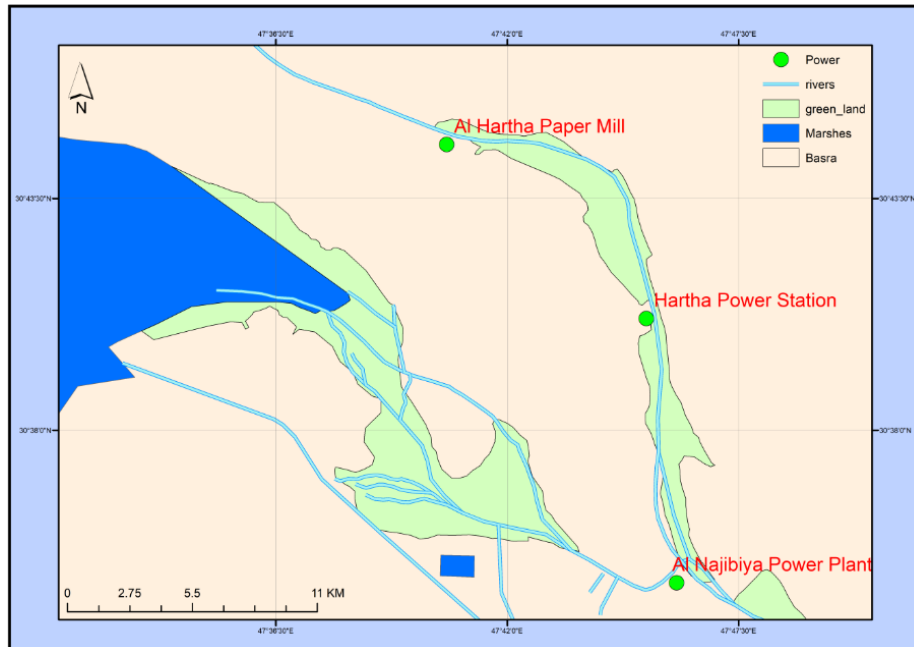 47°36'30"E 47°42'0"E 47°47'30"E
N
Power
rivers
green_land
Marshes
Basra
Al Hartha Paper Mill
30°43'30"N 30°43'30"N
Hartha Power Station
30°38'0"N 30°38'0"N
Al Najibiya Power Plant
0 2.75 5.5 11 KM
47°36'30"E 47°42'0"E 47°47'30"E